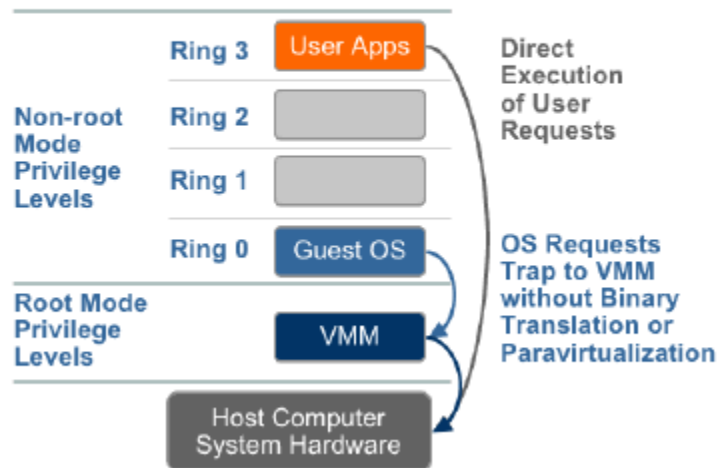 Ring 3
User Apps
Direct
Execution
of User
Requests
Non-root
Mode
Privilege
Levels
Ring 2
Ring 1
Ring 0
Guest OS
OS Requests
Trap to VMM
without Binary
Translation or
Paravirtualization
Root Mode
Privilege
Levels
VMM
Host Computer
System Hardware